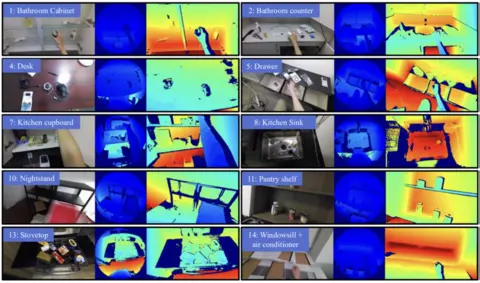 1: Bathroom Cabinet
2: Bathroom counter
4: Desk
5: Drawer
7: Kitchen cupboard
8: Kitchen Sink
10: Nightstand
11: Pantry shelf
13: Stovetop
14: Windowsill +
air conditioner